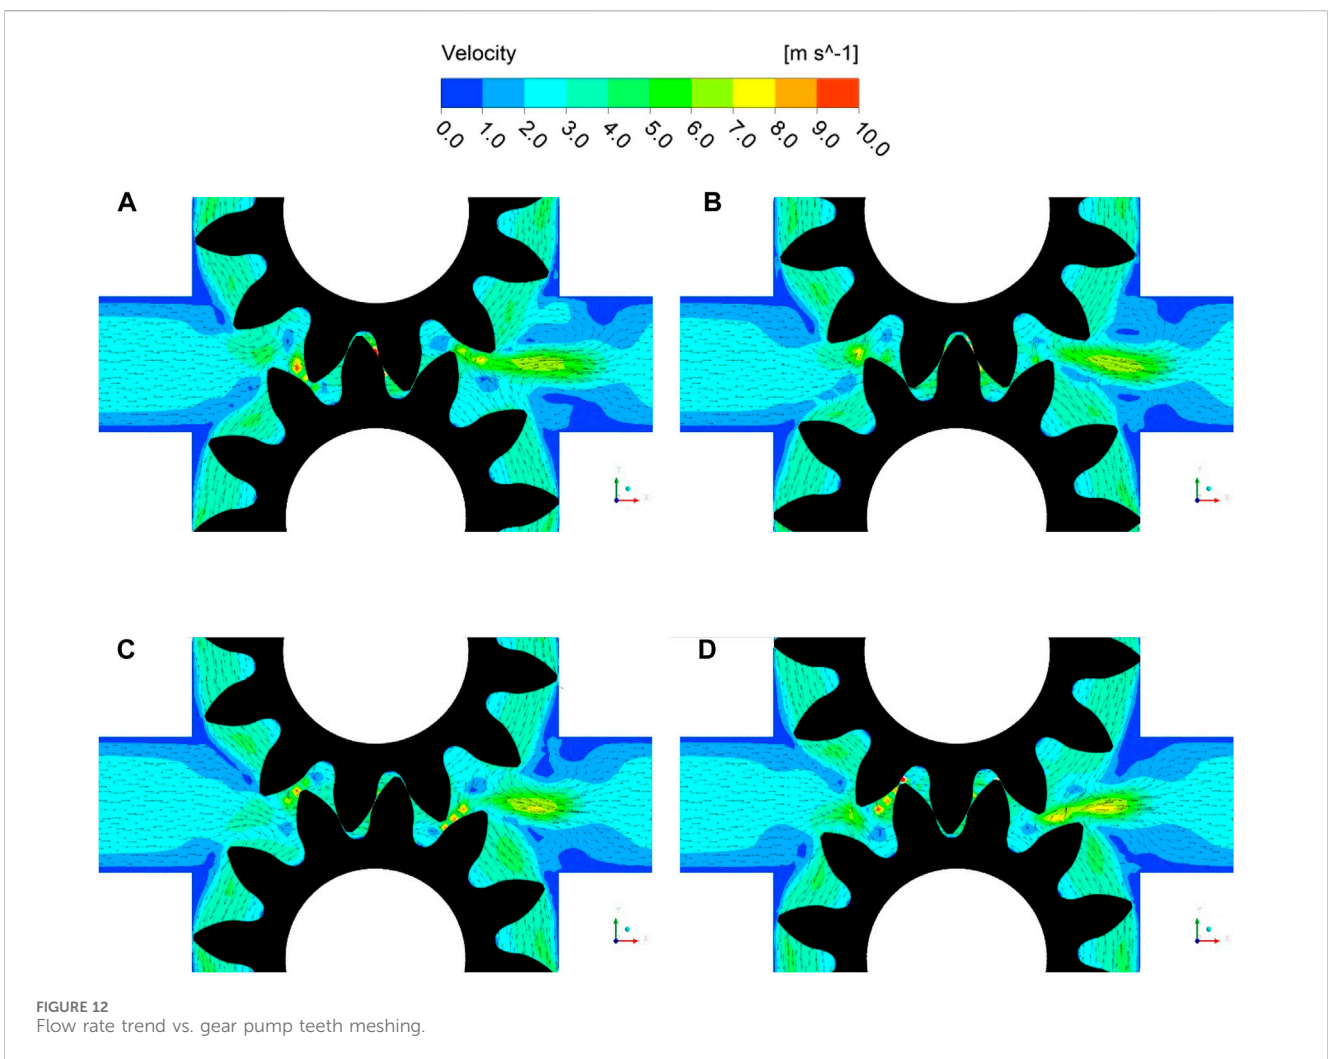 Velocity [m s^-1]
0.0 1.0 2.0 3.0 4.0 5.0 6.0 7.0 8.0 9.0 10.0
A B
X X
C D
X X
FIGURE 12
Flow rate trend vs. gear pump teeth meshing.